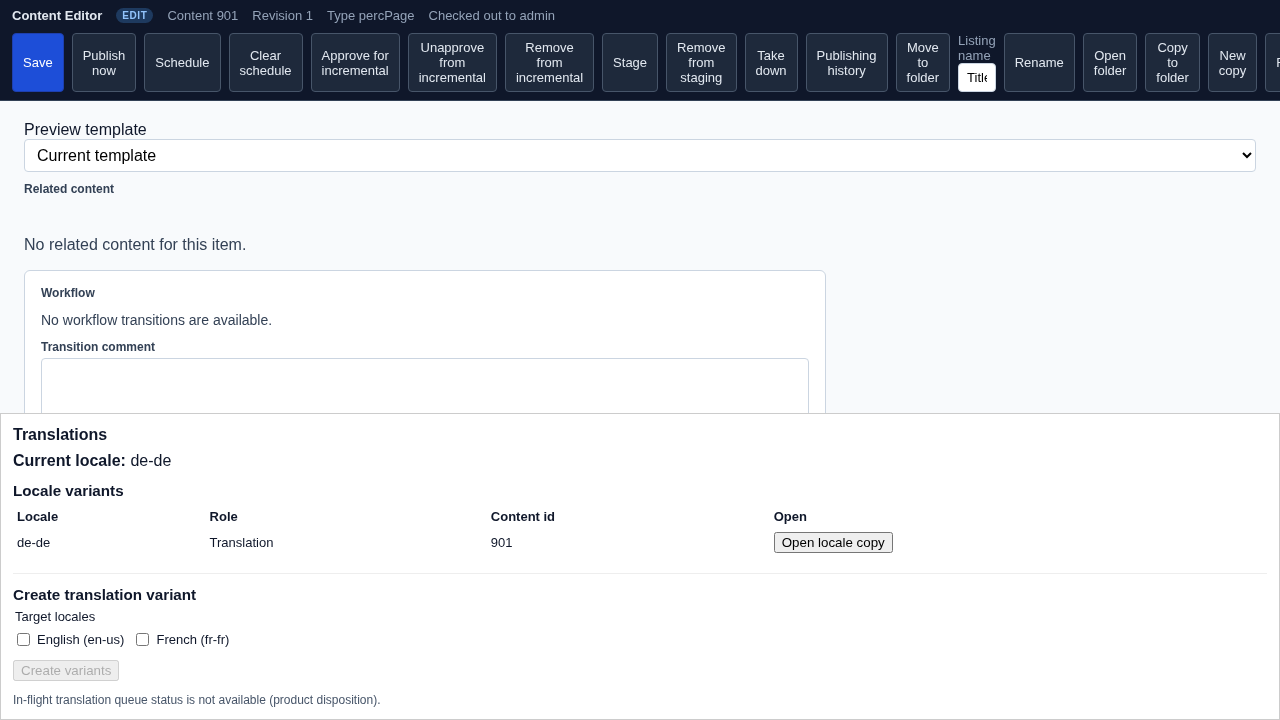 Content Editor EDIT Content 901 Revision 1 Type percPage Checked out to admin
Save
Publish now
Schedule
Clear schedule
Approve for incremental
Unapprove from incremental
Remove from incremental
Stage
Remove from staging
Take down
Publishing history
Move to folder
Listing name
Title
Rename
Open folder
Copy to folder
New copy
Preview template
Current template
Related content
No related content for this item.
Workflow
No workflow transitions are available.
Transition comment
Translations
Current locale: de-de
Locale variants
Locale Role Content id Open
de-de Translation 901 Open locale copy
Create translation variant
Target locales
English (en-us) French (fr-fr)
Create variants
In-flight translation queue status is not available (product disposition).